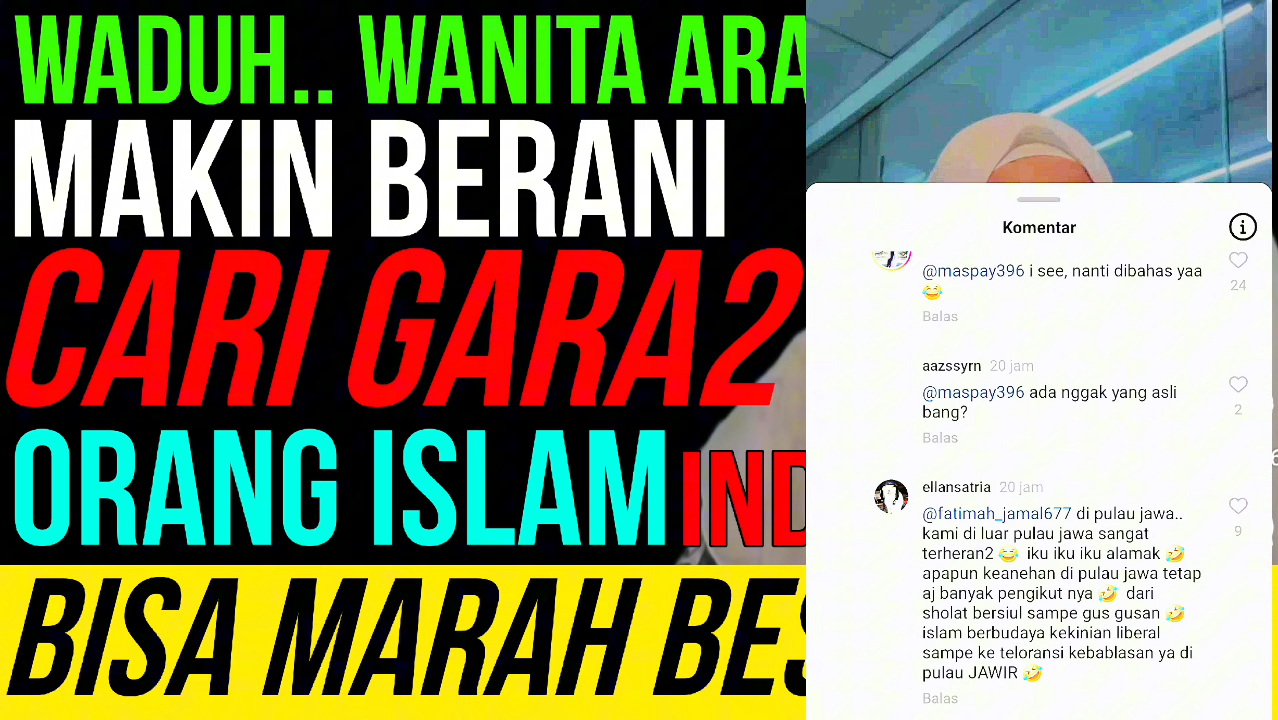 WADUH.. WANITA ARA
MAKIN BERANI
CARI GARA2
ORANG ISLAM IND
BISA MARAH BES
Komentar
@maspay396 i see, nanti dibahas yaa
😂
24
Balas
aazssyrn 20 jam
@maspay396 ada nggak yang asli
bang?
2
Balas
ellansatria 20 jam
@fatimah_jamal677 di pulau jawa..
kami di luar pulau jawa sangat
terheran2 😂 iku iku iku alamak 🤣
apapun keanehan di pulau jawa tetap
aj banyak pengikut nya 🤣 dari
sholat bersiul sampe gus gusan 🤣
islam berbudaya kekinian liberal
sampe ke teloransi kebablasan ya di
pulau JAWIR 🤣
9
Balas